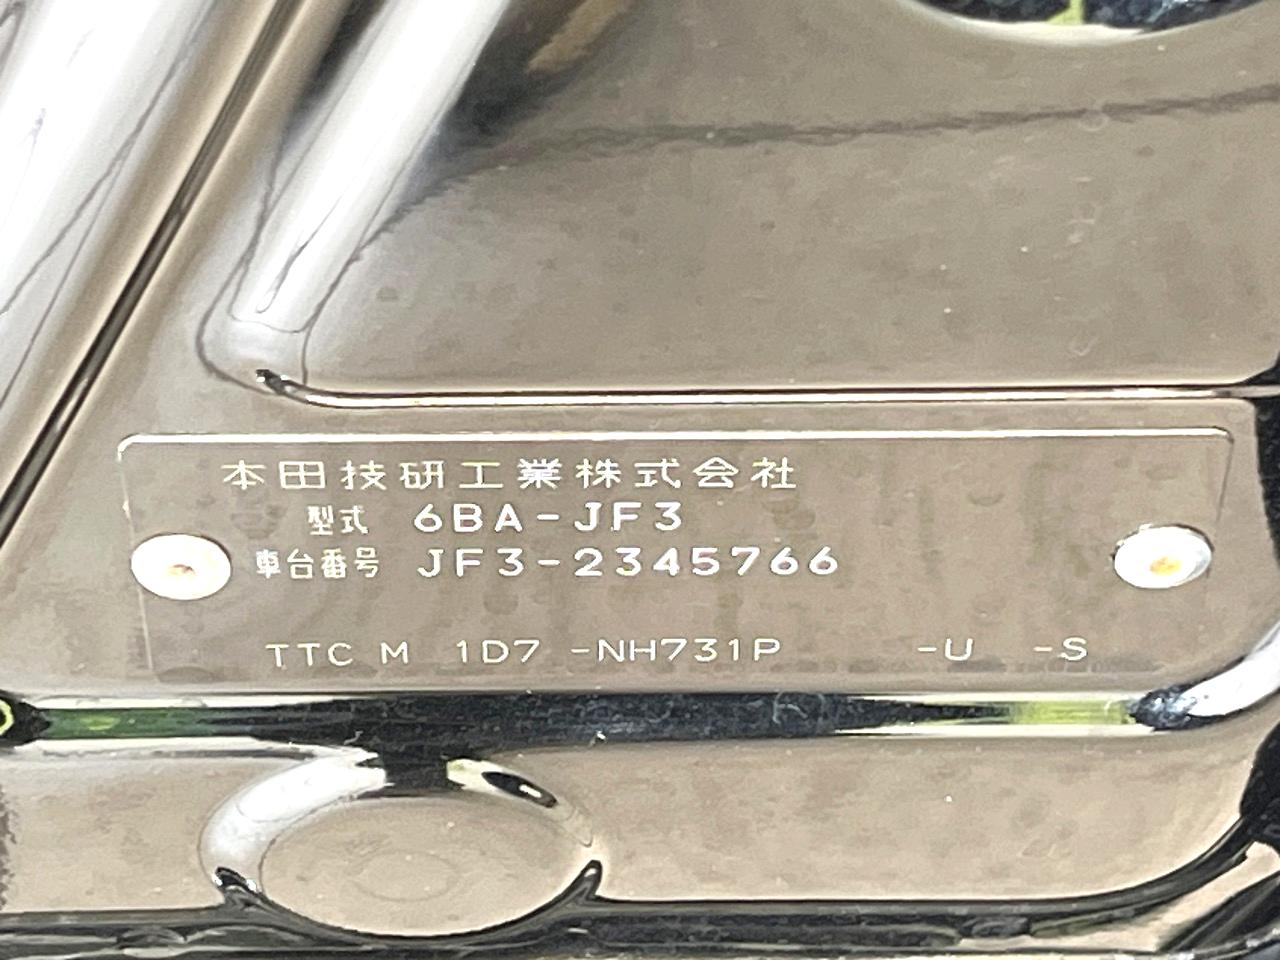 本田技研工業株式会社
型式 6BA-JF3
車台番号 JF3-2345766
TTC M 1D7 -NH731P -U -S